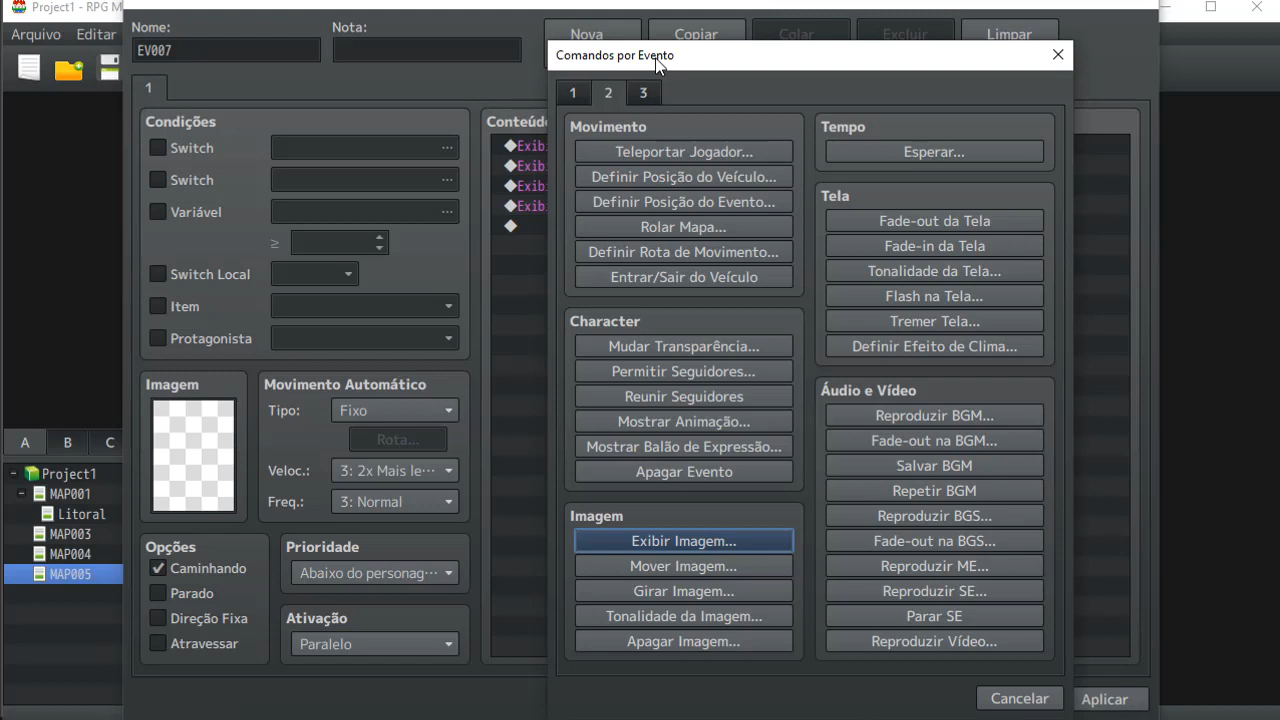 Project1 - RPG M
Arquivo Editar
Nome:
Nota:
EV007
Nova
Copiar
Colar
Excluir
Limpar
1
Condições
Switch
...
Switch
...
Variável
...
≥
Switch Local
Item
Protagonista
Imagem
Movimento Automático
Tipo:
Fixo
Rota...
Veloc.:
3: 2x Mais le···
Freq.:
3: Normal
Opções
Caminhando
Parado
Direção Fixa
Atravessar
Prioridade
Abaixo do personag···
Ativação
Paralelo
Conteúdo
◆Exib
◆Exib
◆Exib
◆Exib
◆
A
B
C
Project1
MAP001
Litoral
MAP003
MAP004
MAP005
Comandos por Evento
1
2
3
Movimento
Teleportar Jogador...
Definir Posição do Veículo...
Definir Posição do Evento...
Rolar Mapa...
Definir Rota de Movimento...
Entrar/Sair do Veículo
Character
Mudar Transparência...
Permitir Seguidores...
Reunir Seguidores
Mostrar Animação...
Mostrar Balão de Expressão...
Apagar Evento
Imagem
Exibir Imagem...
Mover Imagem...
Girar Imagem...
Tonalidade da Imagem...
Apagar Imagem...
Tempo
Esperar...
Tela
Fade-out da Tela
Fade-in da Tela
Tonalidade da Tela...
Flash na Tela...
Tremer Tela...
Definir Efeito de Clima...
Áudio e Vídeo
Reproduzir BGM...
Fade-out na BGM...
Salvar BGM
Repetir BGM
Reproduzir BGS...
Fade-out na BGS...
Reproduzir ME...
Reproduzir SE...
Parar SE
Reproduzir Vídeo...
Cancelar
Aplicar